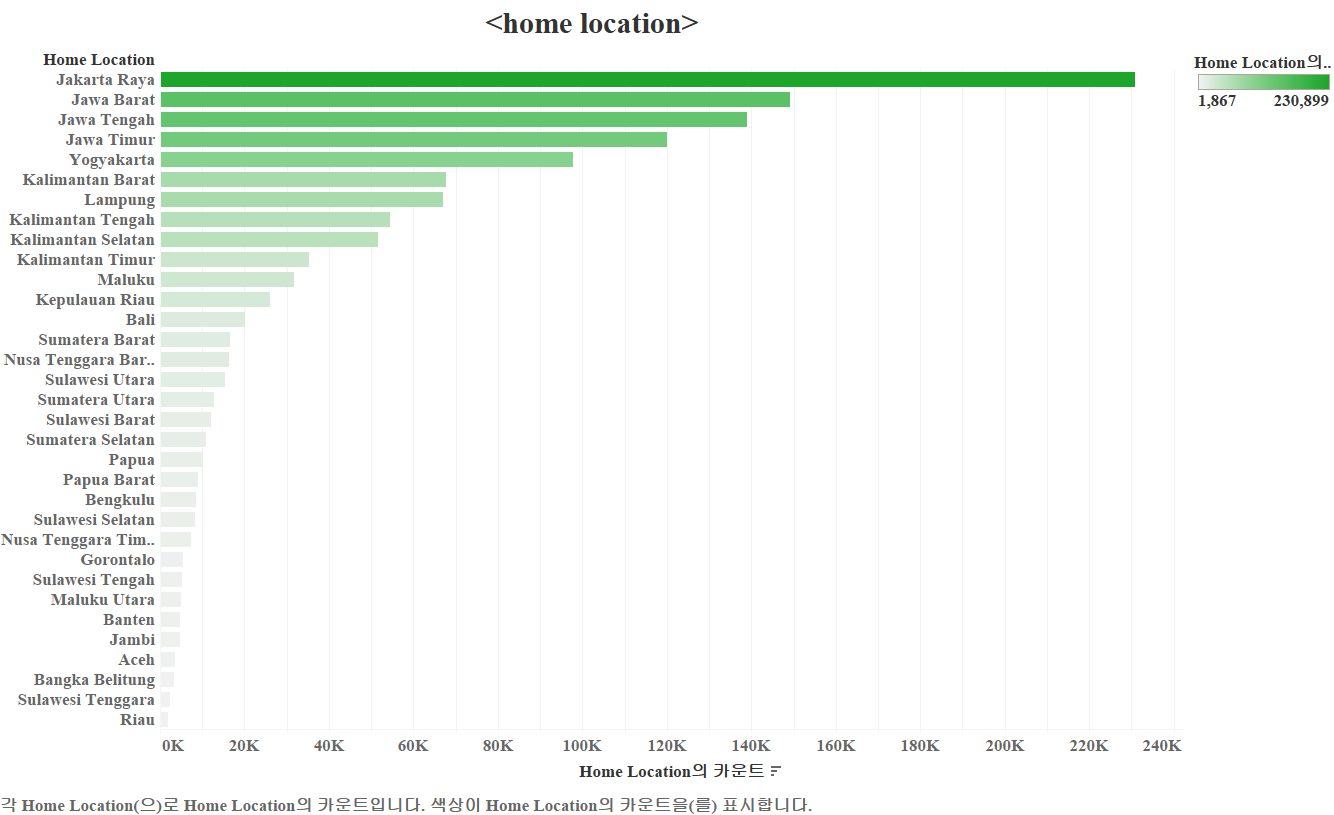 <home location>
Home Location
Jakarta Raya
Jawa Barat
Jawa Tengah
Jawa Timur
Yogyakarta
Kalimantan Barat
Lampung
Kalimantan Tengah
Kalimantan Selatan
Kalimantan Timur
Maluku
Kepulauan Riau
Bali
Sumatera Barat
Nusa Tenggara Bar..
Sulawesi Utara
Sumatera Utara
Sulawesi Barat
Sumatera Selatan
Papua
Papua Barat
Bengkulu
Sulawesi Selatan
Nusa Tenggara Tim..
Gorontalo
Sulawesi Tengah
Maluku Utara
Banten
Jambi
Aceh
Bangka Belitung
Sulawesi Tenggara
Riau
0K 20K 40K 60K 80K 100K 120K 140K 160K 180K 200K 220K 240K
Home Location의 카운트
Home Location의..
1,867 230,899
각 Home Location(으)로 Home Location의 카운트입니다. 색상이 Home Location의 카운트을(를) 표시합니다.